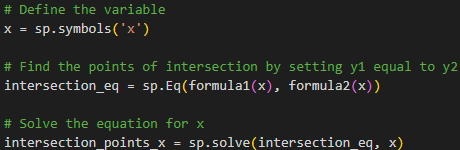 # Define the variable
x = sp.symbols('x')
# Find the points of intersection by setting y1 equal to y2
intersection_eq = sp.Eq(formula1(x), formula2(x))
# Solve the equation for x
intersection_points_x = sp.solve(intersection_eq, x)